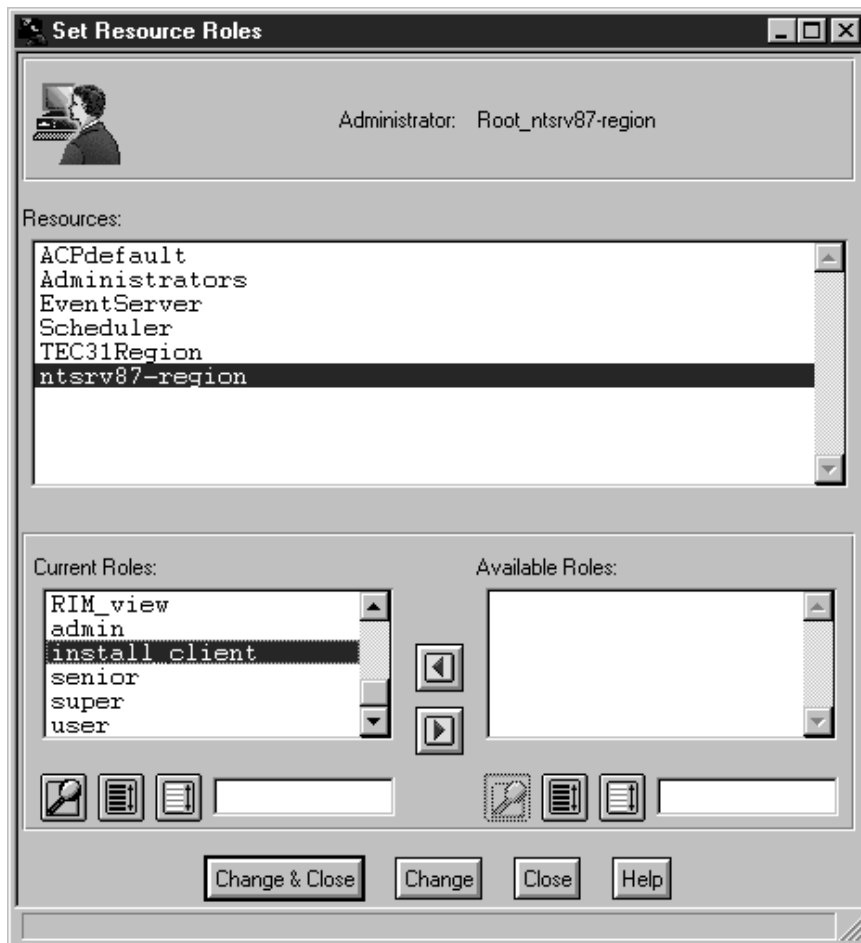 Set Resource Roles
Administrator: Root_ntsrv87-region
Resources:
ACPdefault
Administrators
EventServer
Scheduler
TEC31Region
ntsrv87-region
Current Roles:
Available Roles:
RIM_view
admin
install_client
senior
super
user
Change & Close
Change
Close
Help